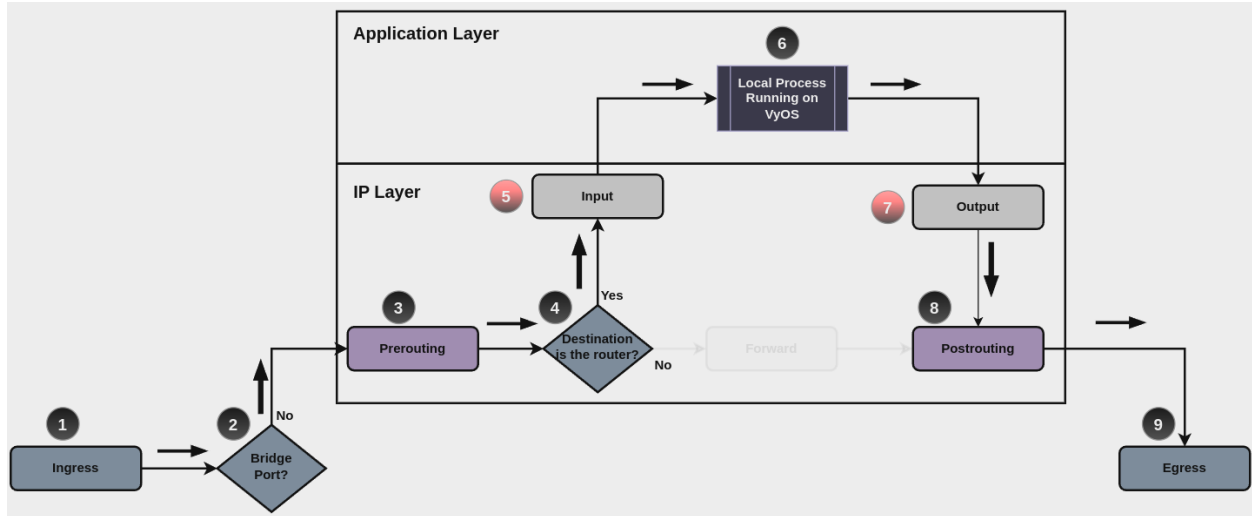 Application Layer
6
Local Process
Running on
VyOS
IP Layer
5
Input
7
Output
3
Prerouting
4
Yes
Destination
is the router?
No
Forward
8
Postrouting
1
Ingress
2
No
Bridge
Port?
9
Egress